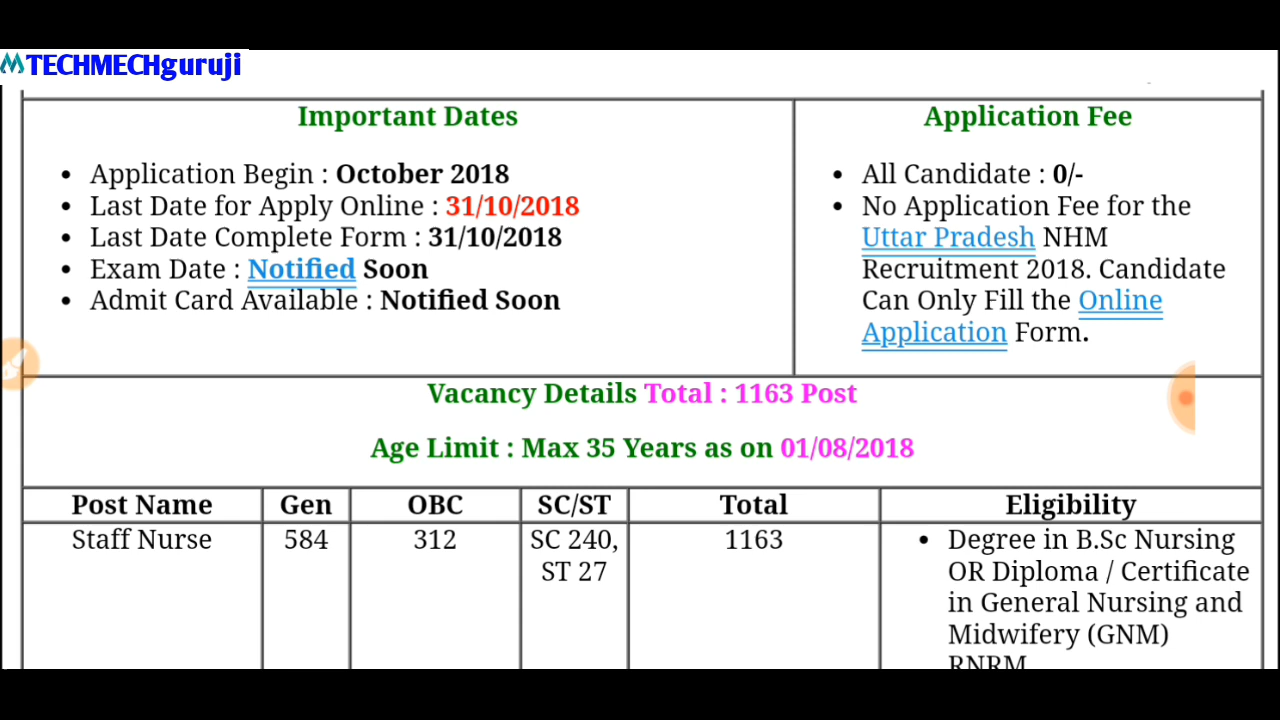 TECHMECHguruji
Important Dates
Application Begin : October 2018
Last Date for Apply Online : 31/10/2018
Last Date Complete Form : 31/10/2018
Exam Date : Notified Soon
Admit Card Available : Notified Soon
Application Fee
All Candidate : 0/-
No Application Fee for the
Uttar Pradesh NHM
Recruitment 2018. Candidate
Can Only Fill the Online
Application Form.
Vacancy Details Total : 1163 Post
Age Limit : Max 35 Years as on 01/08/2018
Post Name Gen OBC SC/ST Total Eligibility
Staff Nurse 584 312 SC 240, ST 27 1163
Degree in B.Sc Nursing
OR Diploma / Certificate
in General Nursing and
Midwifery (GNM)
RNRM